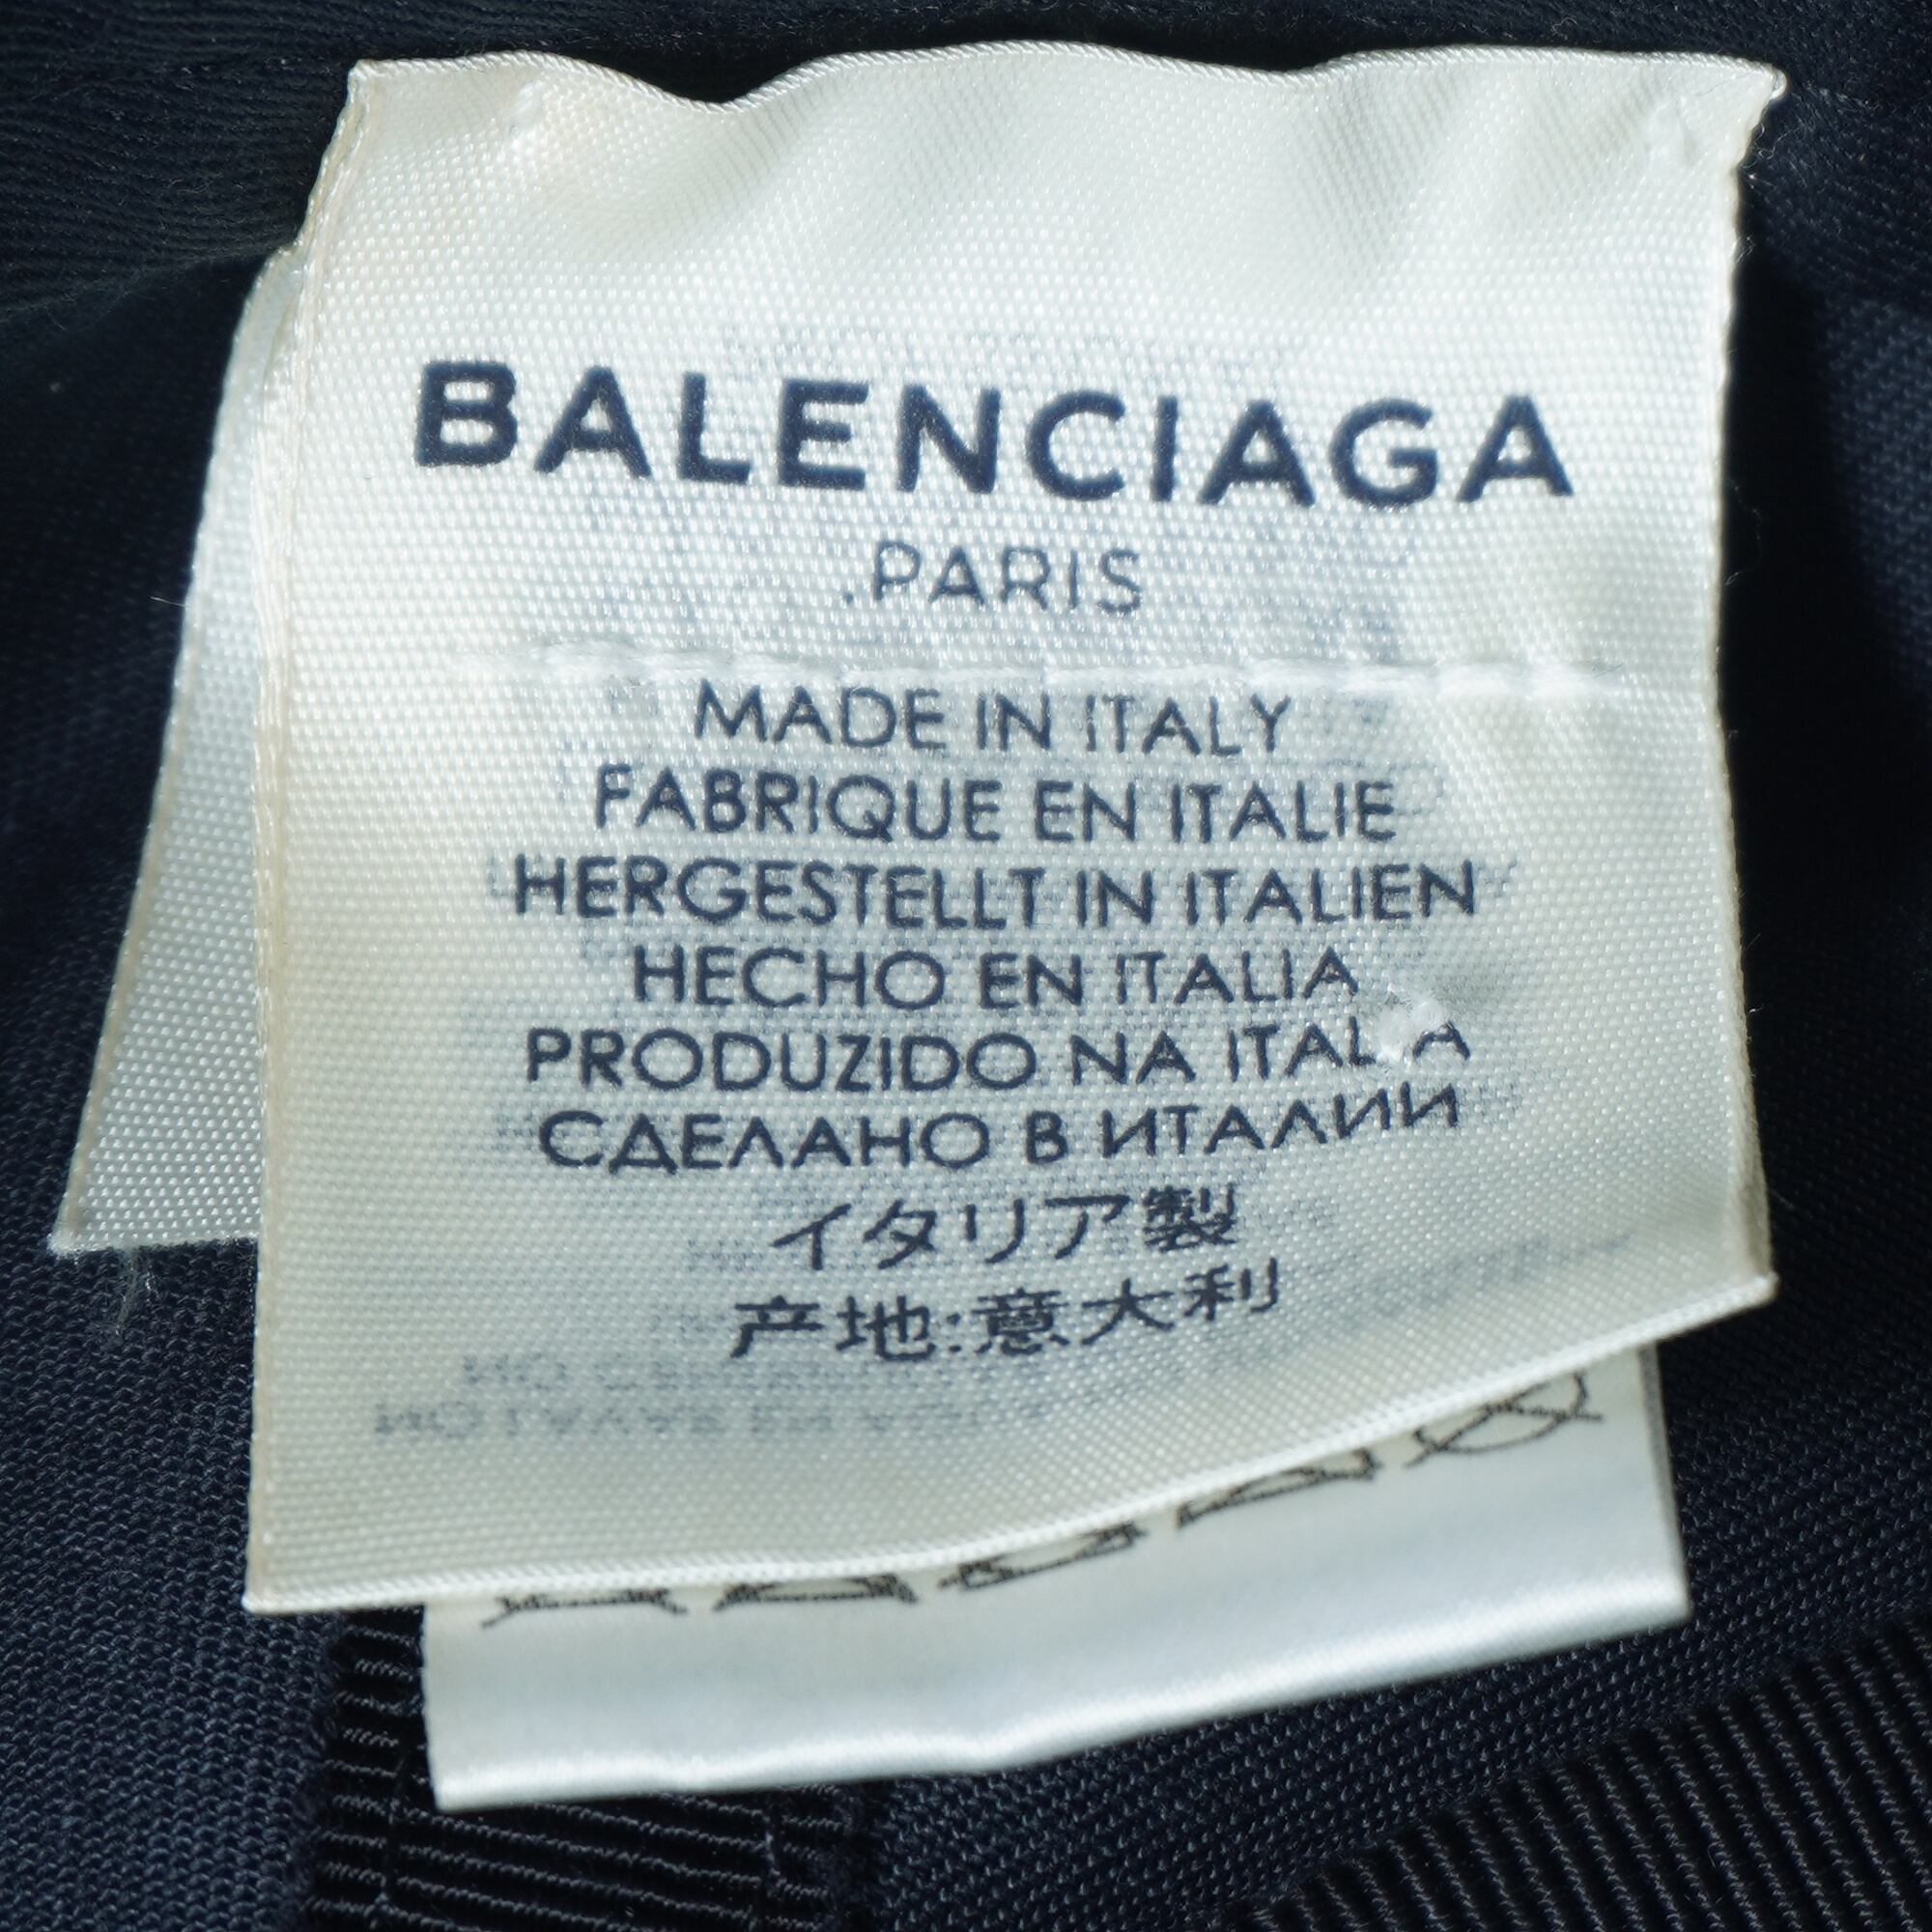 BALENCIAGA
PARIS
MADE IN ITALY
FABRIQUE EN ITALIE
HERGESTELLT IN ITALIEN
HECHO EN ITALIA
PRODUZIDO NA ITALIA
СДЕЛАНО В ИТАЛИИ
イタリア製
产地:意大利